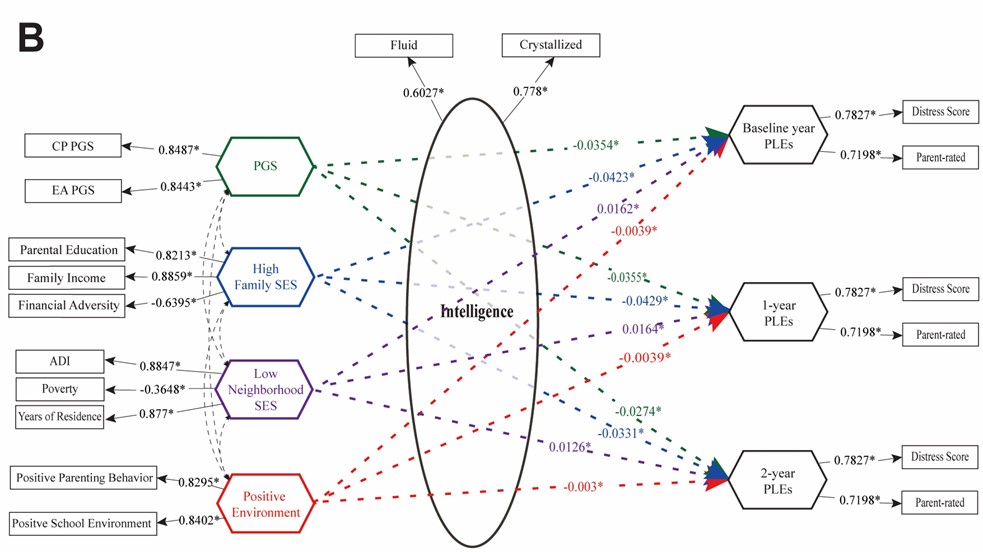 B
Fluid
Crystallized
0.6027*
0.778*
CP PGS
0.8487*
EA PGS
0.8443*
PGS
Parental Education
0.8213*
Family Income
0.8859*
Financial Adversity
-0.6395*
High
Family SES
ADI
0.8847*
Poverty
-0.3648*
Years of Residence
0.877*
Low
Neighborhood
SES
Positive Parenting Behavior
0.8295*
Positve School Environment
0.8402*
Positive
Environment
Intelligence
-0.0354*
-0.0423*
0.0162*
-0.0039*
-0.0355*
-0.0429*
0.0164*
-0.0039*
-0.0274*
-0.0331*
0.0126*
-0.003*
Baseline year
PLEs
0.7827*
Distress Score
0.7198*
Parent-rated
1-year
PLEs
0.7827*
Distress Score
0.7198*
Parent-rated
2-year
PLEs
0.7827*
Distress Score
0.7198*
Parent-rated